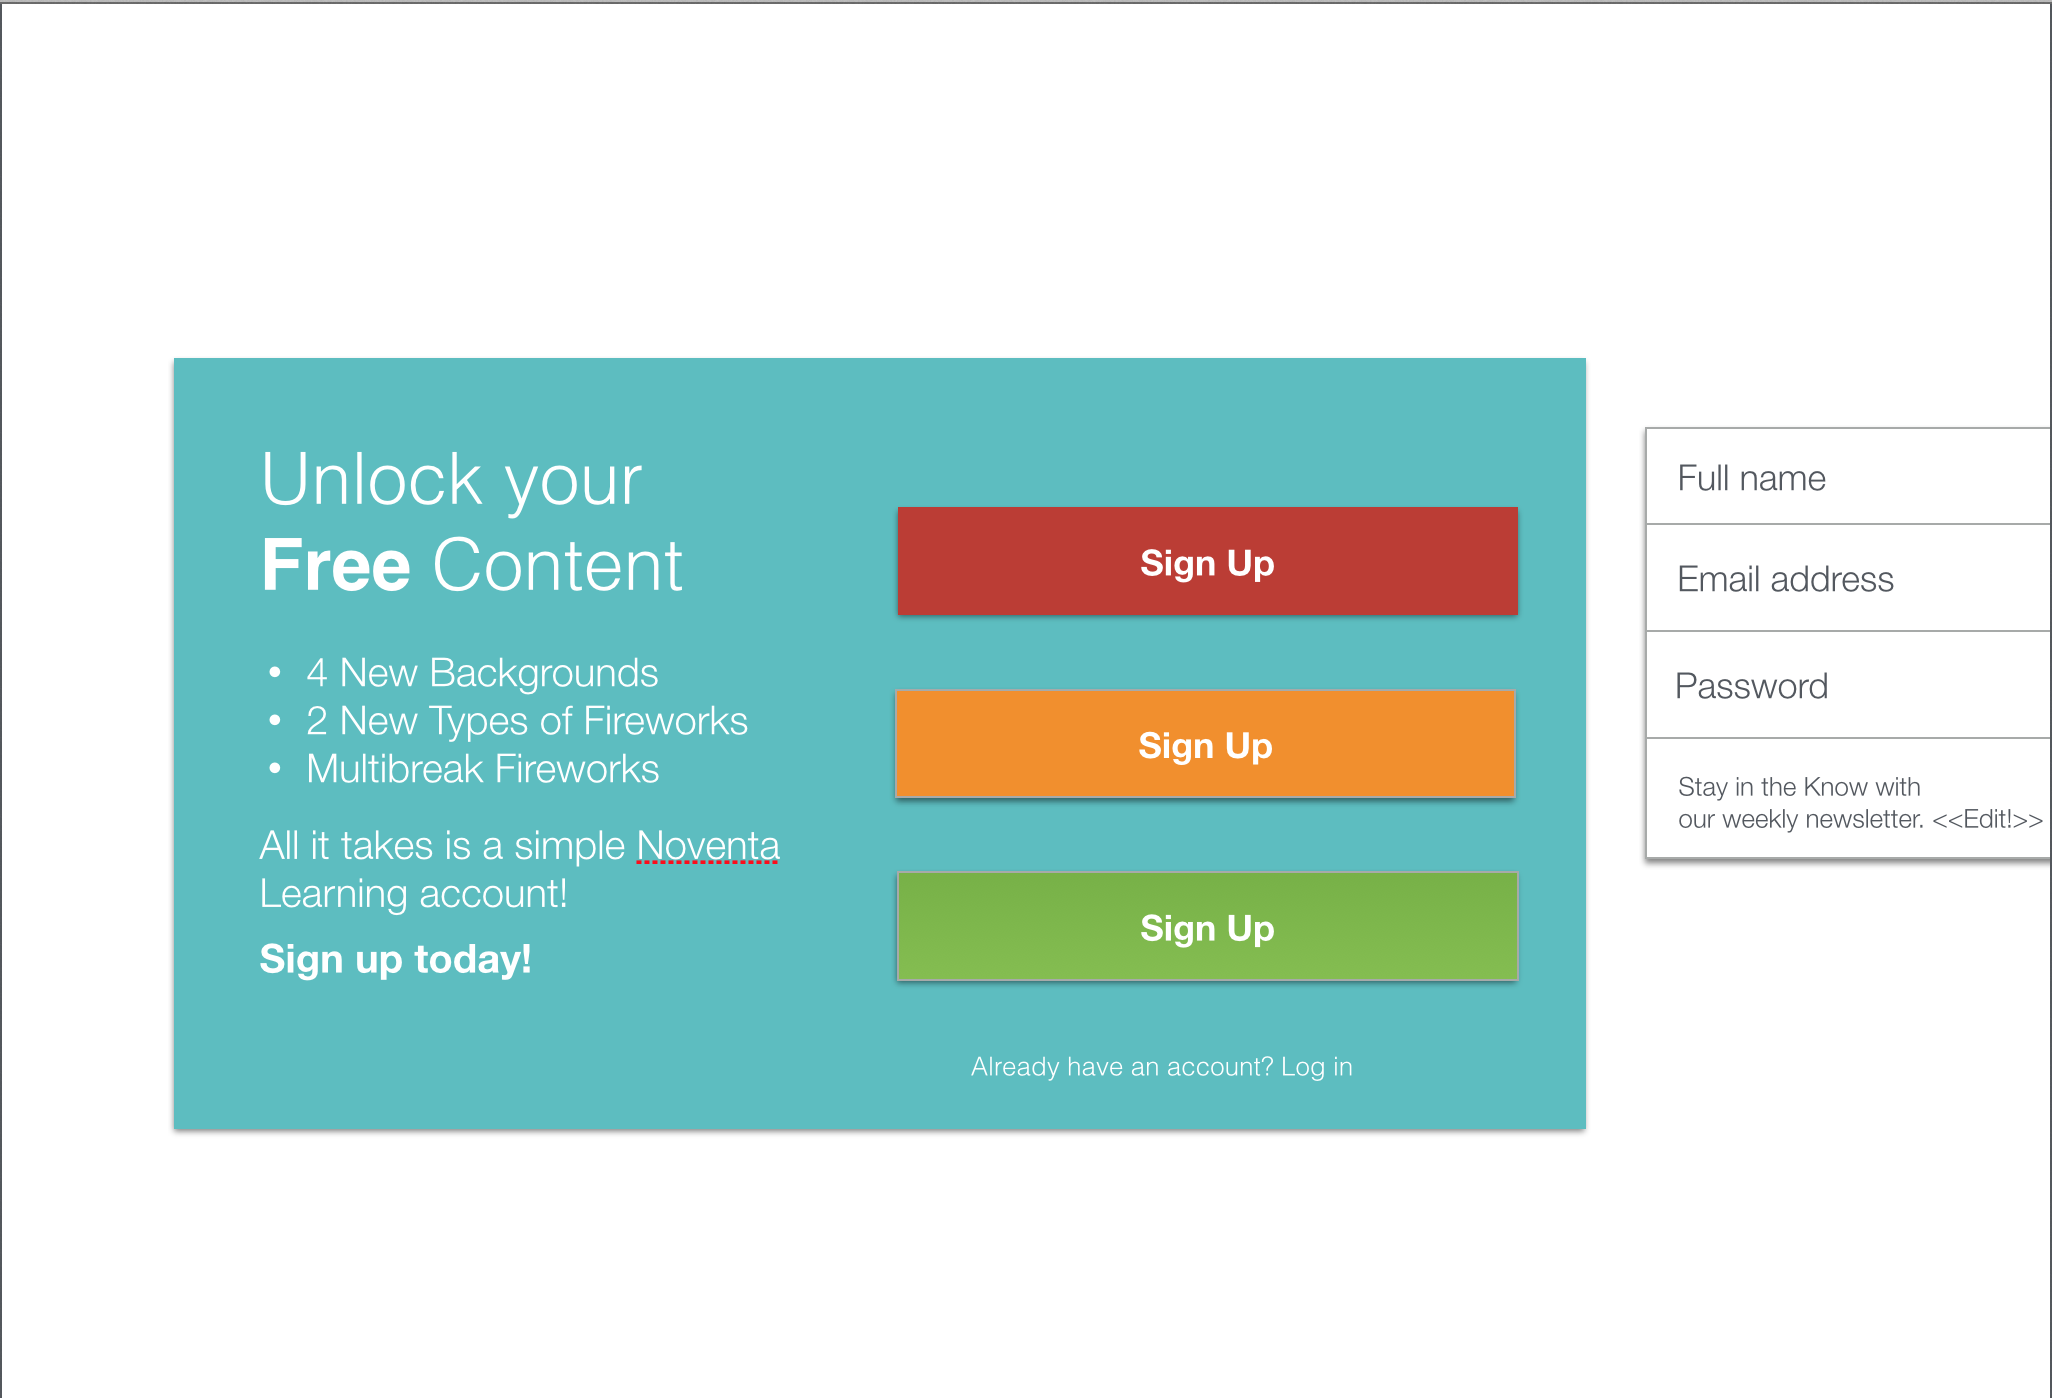 Unlock your
Free Content
• 4 New Backgrounds
• 2 New Types of Fireworks
• Multibreak Fireworks
All it takes is a simple Noventa
Learning account!
Sign up today!
Sign Up
Sign Up
Sign Up
Already have an account? Log in
Full name
Email address
Password
Stay in the Know with
our weekly newsletter. <<Edit!>>